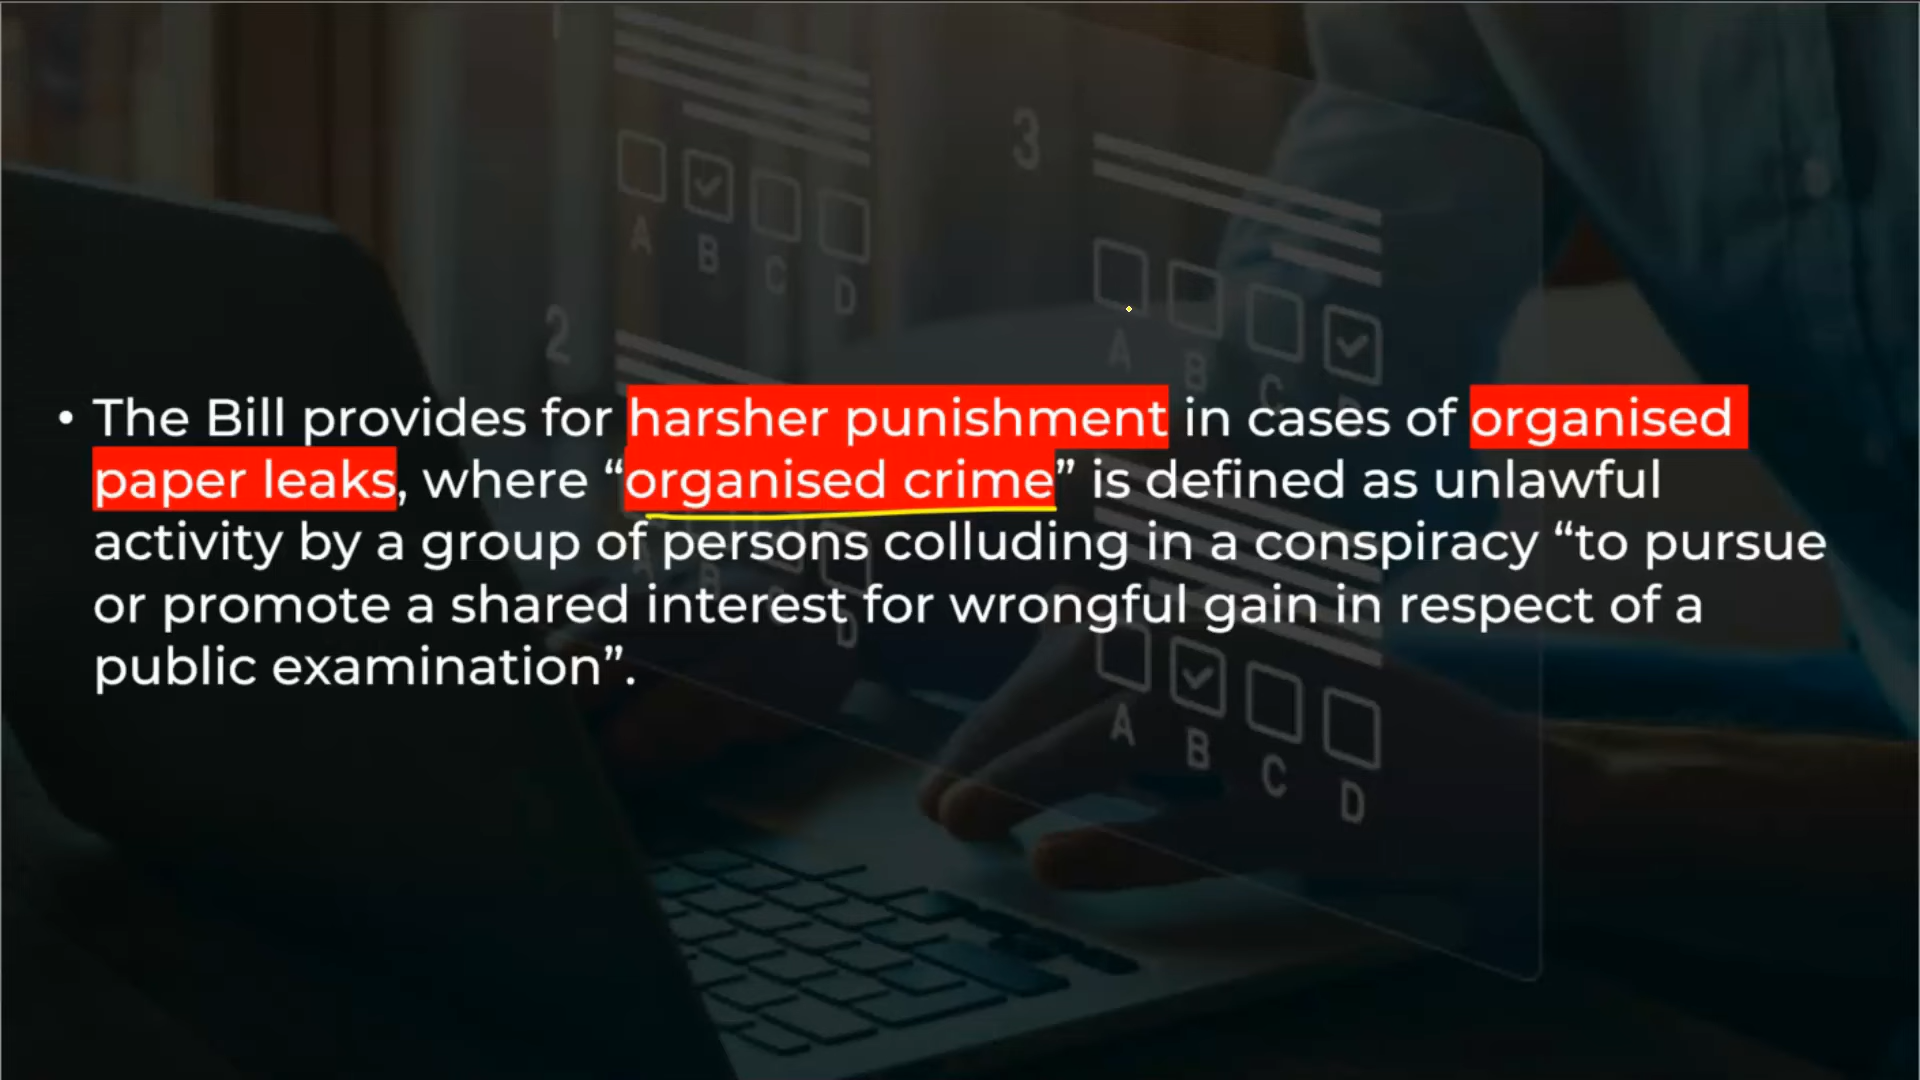 2
A B C D
3
A B C
• The Bill provides for harsher punishment in cases of organised
paper leaks, where “organised crime” is defined as unlawful
activity by a group of persons colluding in a conspiracy “to pursue
or promote a shared interest for wrongful gain in respect of a
public examination”.
A B D
A B C D